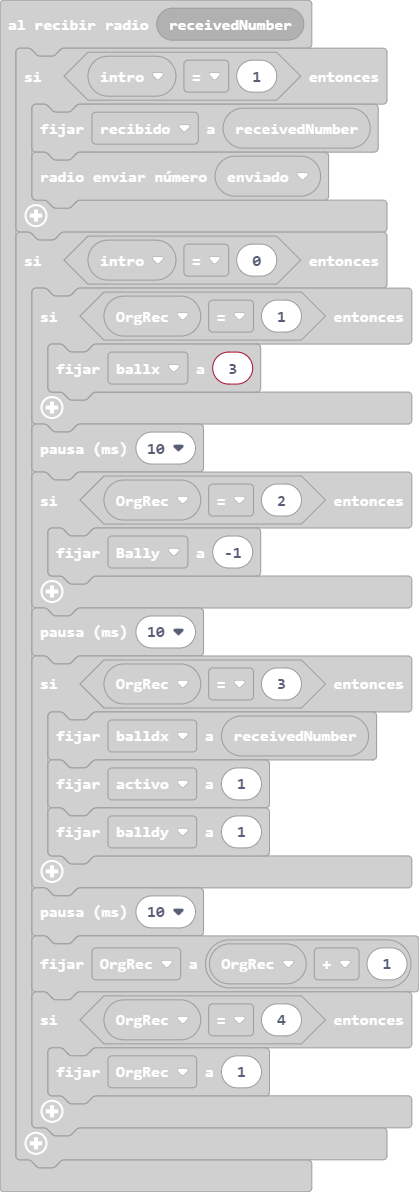 al recibir radio receivedNumber
si intro = 1 entonces
fijar recibido a receivedNumber
radio enviar número enviado
si intro = 0 entonces
si OrgRec = 1 entonces
fijar ballx a 3
pausa (ms) 10
si OrgRec = 2 entonces
fijar Bally a -1
pausa (ms) 10
si OrgRec = 3 entonces
fijar balldx a receivedNumber
fijar activo a 1
fijar balldy a 1
pausa (ms) 10
fijar OrgRec a OrgRec + 1
si OrgRec = 4 entonces
fijar OrgRec a 1